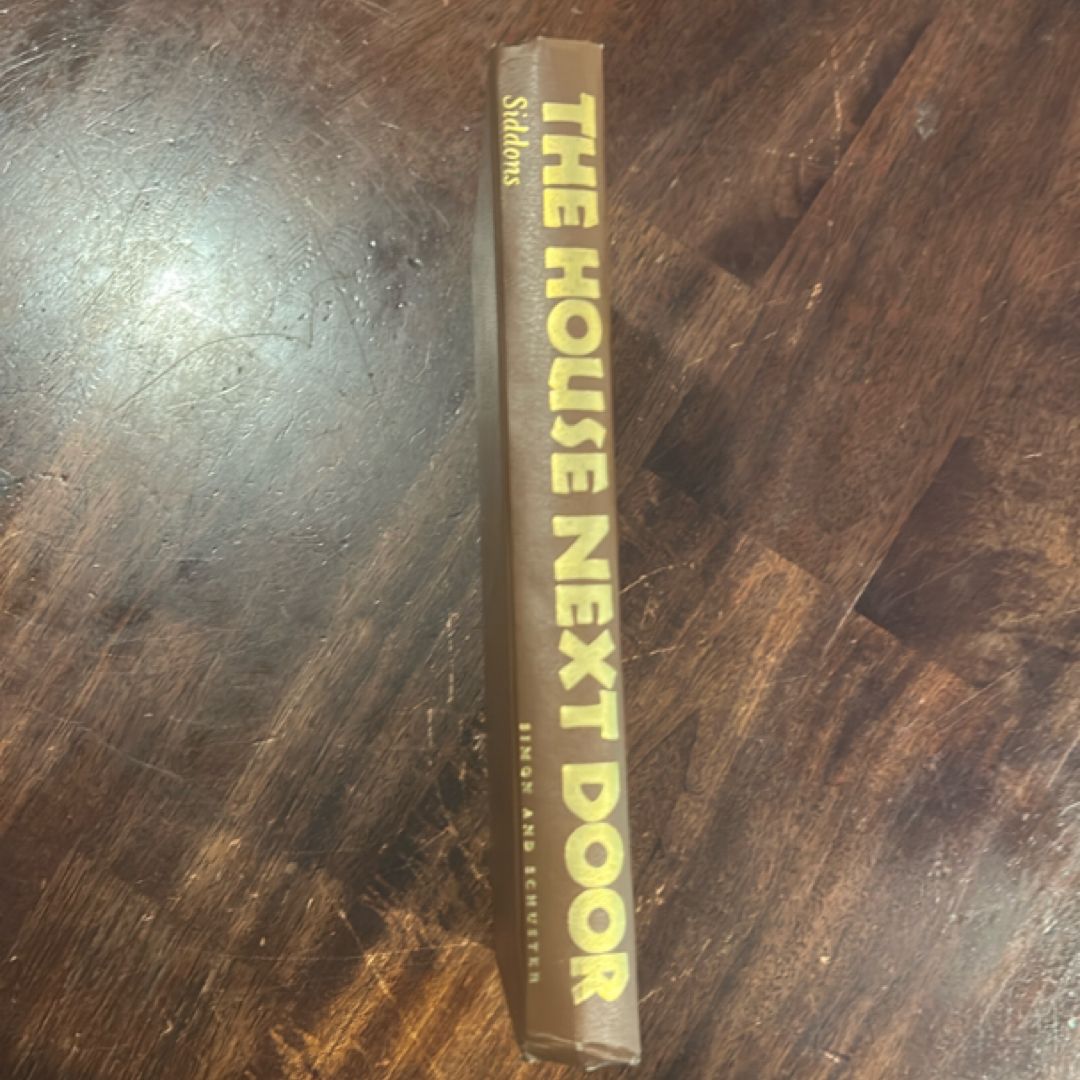 THE HOUSE NEXT DOOR
Siddons
SIMON AND SCHUSTER